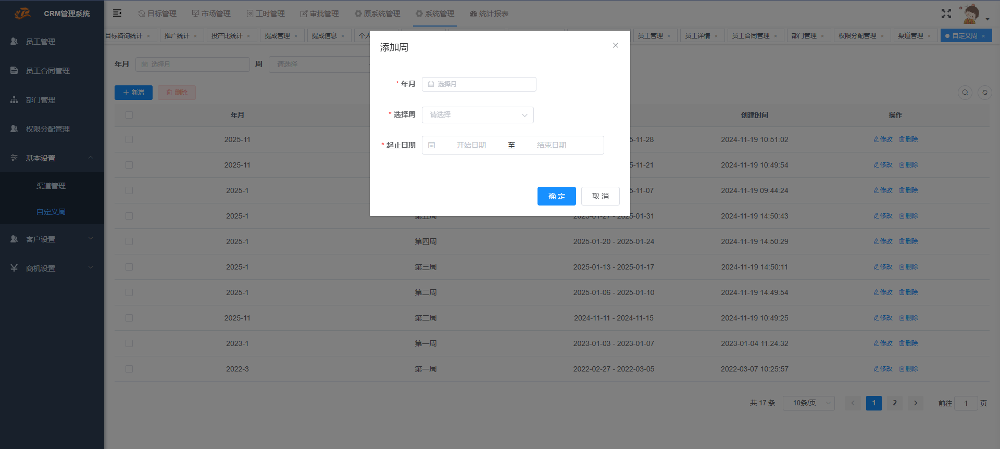 CRM管理系统
目标管理
市场管理
工时管理
审批管理
原系统管理
系统管理
统计报表
目标咨询统计 ×
推广统计 ×
投产比统计 ×
提成管理 ×
提成信息 ×
个人
员工管理 ×
员工详情 ×
员工合同管理 ×
部门管理 ×
权限分配管理 ×
渠道管理 ×
自定义周 ×
员工管理
员工合同管理
部门管理
权限分配管理
基本设置
渠道管理
自定义周
客户设置
商机设置
年月 选择月 周 请选择
新增 删除
添加周
* 年月 选择月
* 选择周 请选择
* 起止日期 开始日期 至 结束日期
确定 取消
年月 创建时间 操作
2025-11 5-11-28 2024-11-19 10:51:02 修改 删除
2025-11 5-11-21 2024-11-19 10:49:54 修改 删除
2025-1 5-11-07 2024-11-19 09:44:24 修改 删除
2025-1 第五周 2025-01-27 - 2025-01-31 2024-11-19 14:50:43 修改 删除
2025-1 第四周 2025-01-20 - 2025-01-24 2024-11-19 14:50:29 修改 删除
2025-1 第三周 2025-01-13 - 2025-01-17 2024-11-19 14:50:11 修改 删除
2025-1 第二周 2025-01-06 - 2025-01-10 2024-11-19 14:49:54 修改 删除
2025-11 第二周 2024-11-11 - 2024-11-15 2024-11-19 10:49:25 修改 删除
2023-1 第一周 2023-01-03 - 2023-01-07 2023-01-04 11:24:32 修改 删除
2022-3 第一周 2022-02-27 - 2022-03-05 2022-03-07 10:25:57 修改 删除
共 17 条 10条/页 1 2 前往 1 页